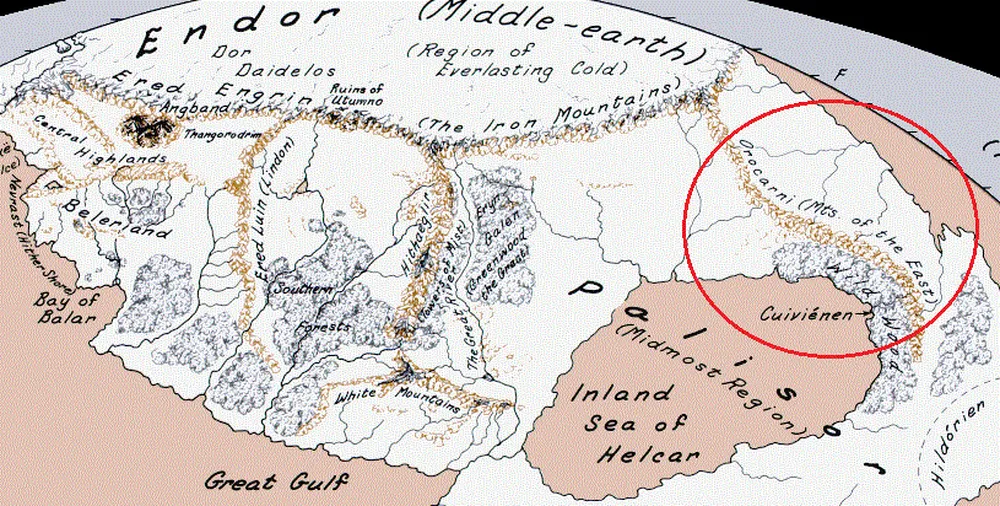 Endor (Middle-earth)
Dor
Daidelos
(Region of
Everlasting Cold)
Ered Engrin
(The Iron Mountains)
Ruins of
Utumno
Angband
Thangorodrim
Central
Highlands
Ice)
Nevrast (Hither Shore)
Beleriand
Bay of
Balar
Ered Luin (Lindon)
Southern
Forests
Hithaeglir
(Towers of Mist)
The Great River
Eryn
Galen
(Greenwood
the Great)
White Mountains
Great Gulf
Palisor
(Midmost Region)
Inland
Sea of
Helcar
Orocarni (Mts. of the East)
Wild Wood
Cuiviénen
Hildórien
F